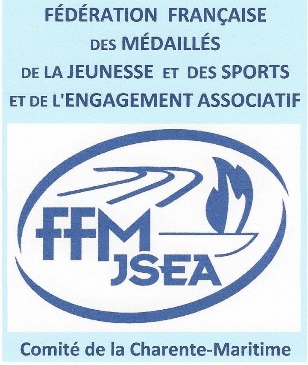 FÉDÉRATION FRANÇAISE
DES MÉDAILLÉS
DE LA JEUNESSE ET DES SPORTS
ET DE L'ENGAGEMENT ASSOCIATIF
FFM
JSEA
Comité de la Charente-Maritime